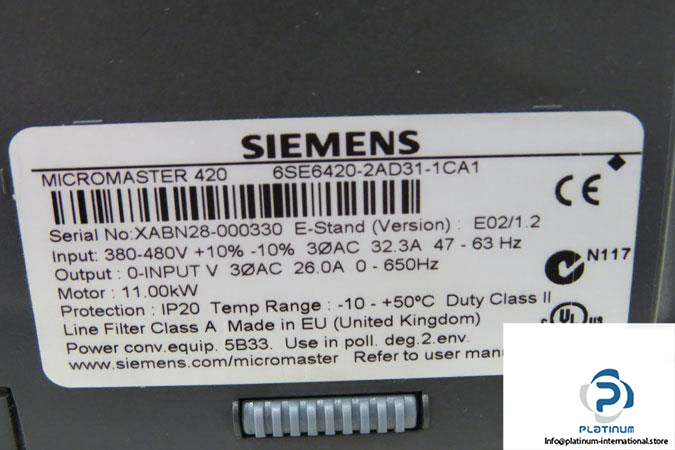 SIEMENS
MICROMASTER 420 6SE6420-2AD31-1CA1
Serial No:XABN28-000330 E-Stand (Version) : E02/1.2
Input: 380-480V +10% -10% 3ØAC 32.3A 47 - 63 Hz
Output : 0-INPUT V 3ØAC 26.0A 0 - 650Hz
N117
Motor : 11.00kW
Protection : IP20 Temp Range : -10 - +50°C Duty Class II
Line Filter Class A Made in EU (United Kingdom)
c UL us
Power conv.equip. 5B33. Use in poll. deg.2.env.
www.siemens.com/micromaster Refer to user manu
PLATINUM
Info@platinum-international.store